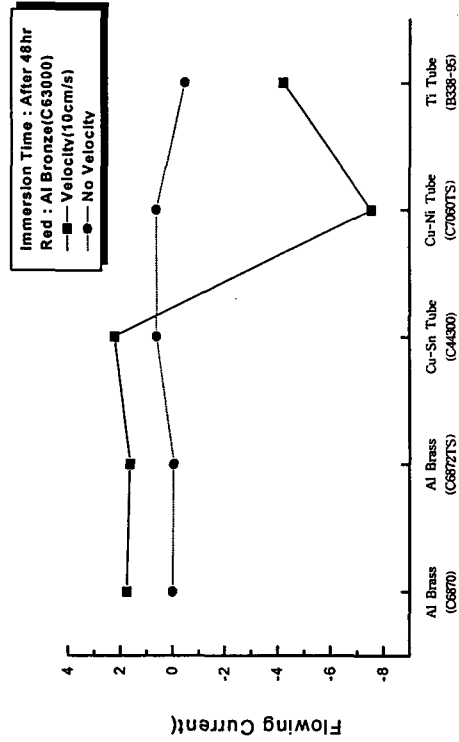 Immersion Time : After 48hr
Red : Al Bronze(C63000)
Velocity(10cm/s)
No Velocity
Flowing Current(
4
2
0
-2
-4
-6
-8
Al Brass
(C6870)
Al Brass
(C6872TS)
Cu-Sn Tube
(C44300)
Cu-Ni Tube
(C7060TS)
Ti Tube
(B338-95)